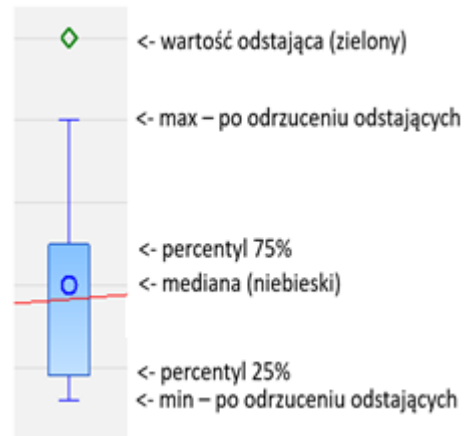 <- wartość odstająca (zielony)
<- max – po odrzuceniu odstających
<- percentyl 75%
<- mediana (niebieski)
<- percentyl 25%
<- min – po odrzuceniu odstających